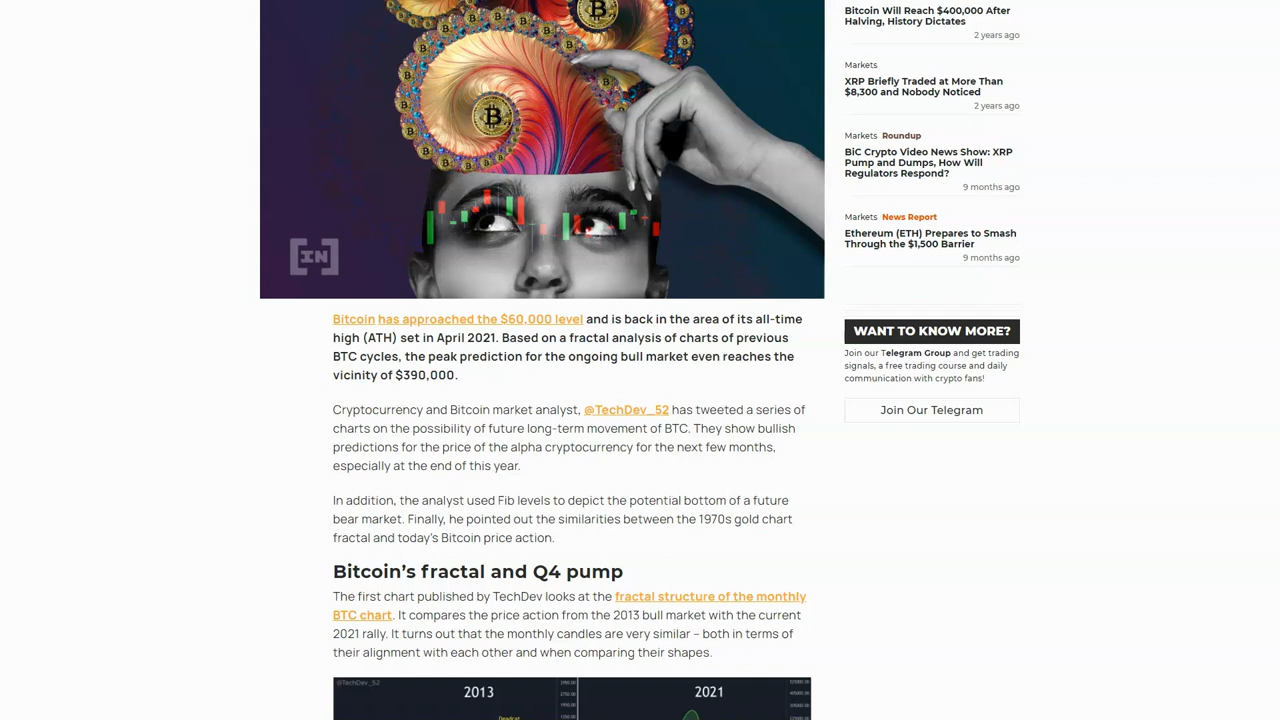 Bitcoin Will Reach $400,000 After
Halving, History Dictates
2 years ago
Markets
XRP Briefly Traded at More Than
$8,300 and Nobody Noticed
2 years ago
Markets Roundup
BiC Crypto Video News Show: XRP
Pump and Dumps, How Will
Regulators Respond?
9 months ago
Markets News Report
Ethereum (ETH) Prepares to Smash
Through the $1,500 Barrier
9 months ago
WANT TO KNOW MORE?
Join our Telegram Group and get trading
signals, a free trading course and daily
communication with crypto fans!
Join Our Telegram
[IN]
Bitcoin has approached the $60,000 level and is back in the area of its all-time
high (ATH) set in April 2021. Based on a fractal analysis of charts of previous
BTC cycles, the peak prediction for the ongoing bull market even reaches the
vicinity of $390,000.
Cryptocurrency and Bitcoin market analyst, @TechDev_52 has tweeted a series of
charts on the possibility of future long-term movement of BTC. They show bullish
predictions for the price of the alpha cryptocurrency for the next few months,
especially at the end of this year.
In addition, the analyst used Fib levels to depict the potential bottom of a future
bear market. Finally, he pointed out the similarities between the 1970s gold chart
fractal and today's Bitcoin price action.
Bitcoin's fractal and Q4 pump
The first chart published by TechDev looks at the fractal structure of the monthly
BTC chart. It compares the price action from the 2013 bull market with the current
2021 rally. It turns out that the monthly candles are very similar – both in terms of
their alignment with each other and when comparing their shapes.
@TechDev_52
2013
2021